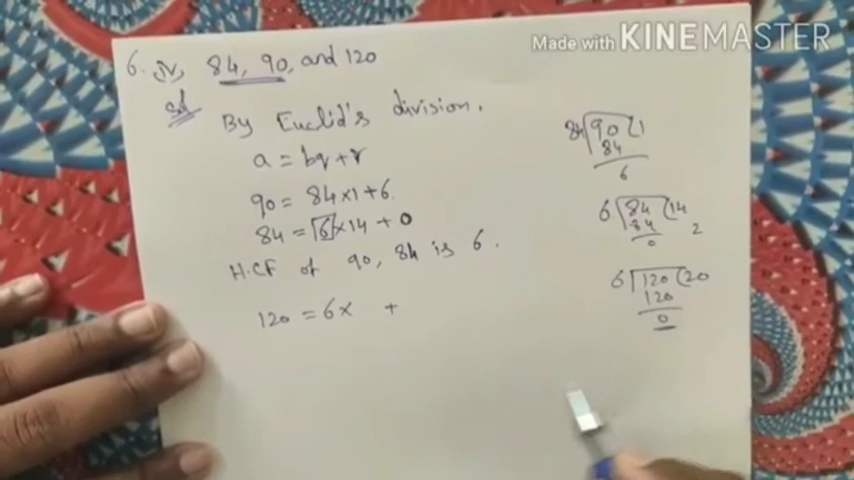 Made with KINEMASTER
6. iv, 84, 90, and 120
Sol
By Euclid's division.
a = bq + r
90 = 84 × 1 + 6.
84 = 6 × 14 + 0
H.C.F of 90, 84 is 6.
120 = 6 ×   +
84 ) 90 ( 1
84
6
6 ) 84 ( 14
84
0 2
6 ) 120 ( 20
120
0